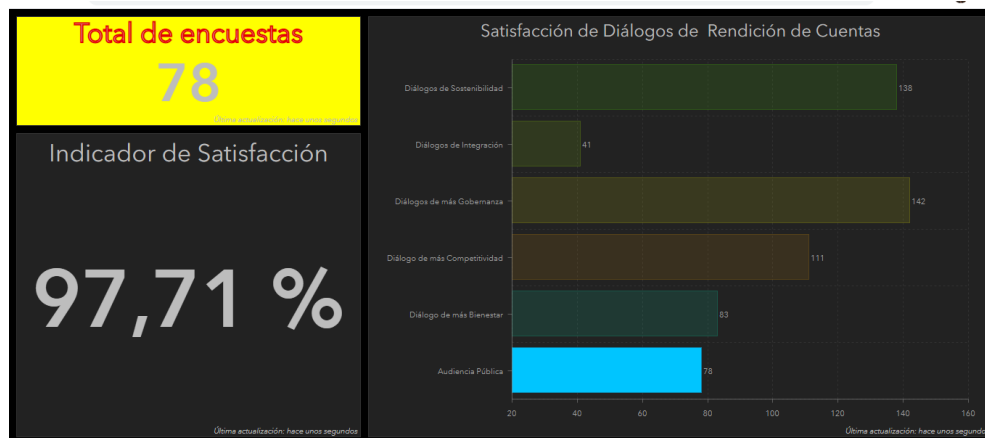 Total de encuestas
78
Última actualización: hace unos segundos
Indicador de Satisfacción
97,71 %
Última actualización: hace unos segundos
Satisfacción de Diálogos de Rendición de Cuentas
Diálogos de Sostenibilidad
138
Diálogos de Integración
41
Diálogos de más Gobernanza
142
Diálogo de más Competitividad
111
Diálogo de más Bienestar
83
Audiencia Pública
78
20 40 60 80 100 120 140 160
Última actualización: hace unos segundos